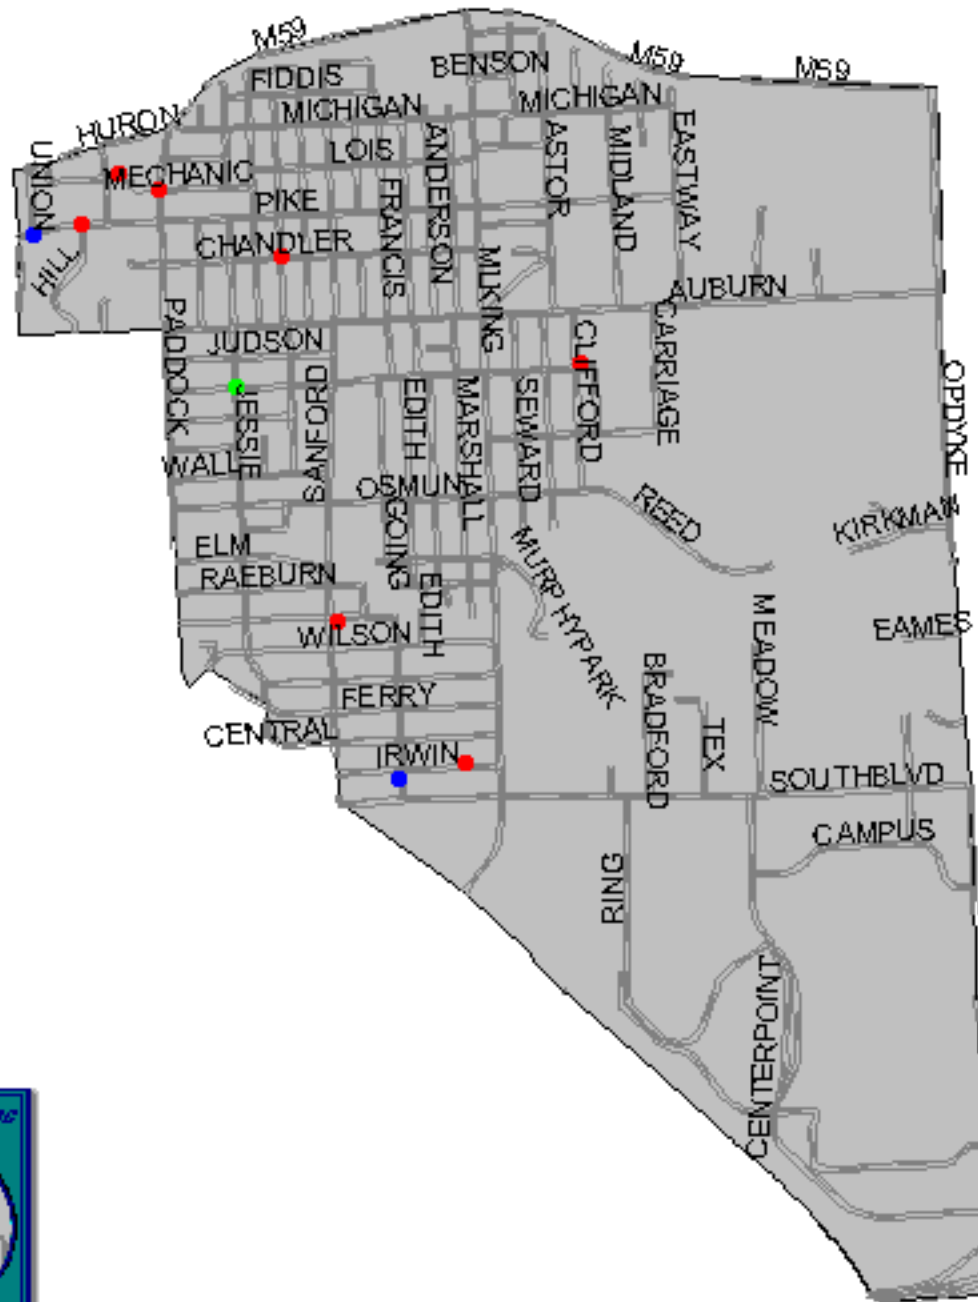 M59
M59
M59
BENSON
FIDDIS
MICHIGAN
MICHIGAN
HURON
UNION
MECHANIC
LOIS
ANDERSON
ASTOR
MIDLAND
EASTWAY
PIKE
FRANCIS
CHANDLER
HILL
MLKING
AUBURN
PADDOCK
JUDSON
CLIFFORD
CARRIAGE
JESSIE
SANFORD
EDITH
MARSHALL
SEWARD
OPDYKE
WALL
OSMUN
GOING
REED
KIRKMAN
ELM
RAEBURN
EDITH
MURPHYPARK
MEADOW
EAMES
WILSON
BRADFORD
FERRY
CENTRAL
TEX
IRWIN
SOUTHBLVD
CAMPUS
RING
CENTERPOINT